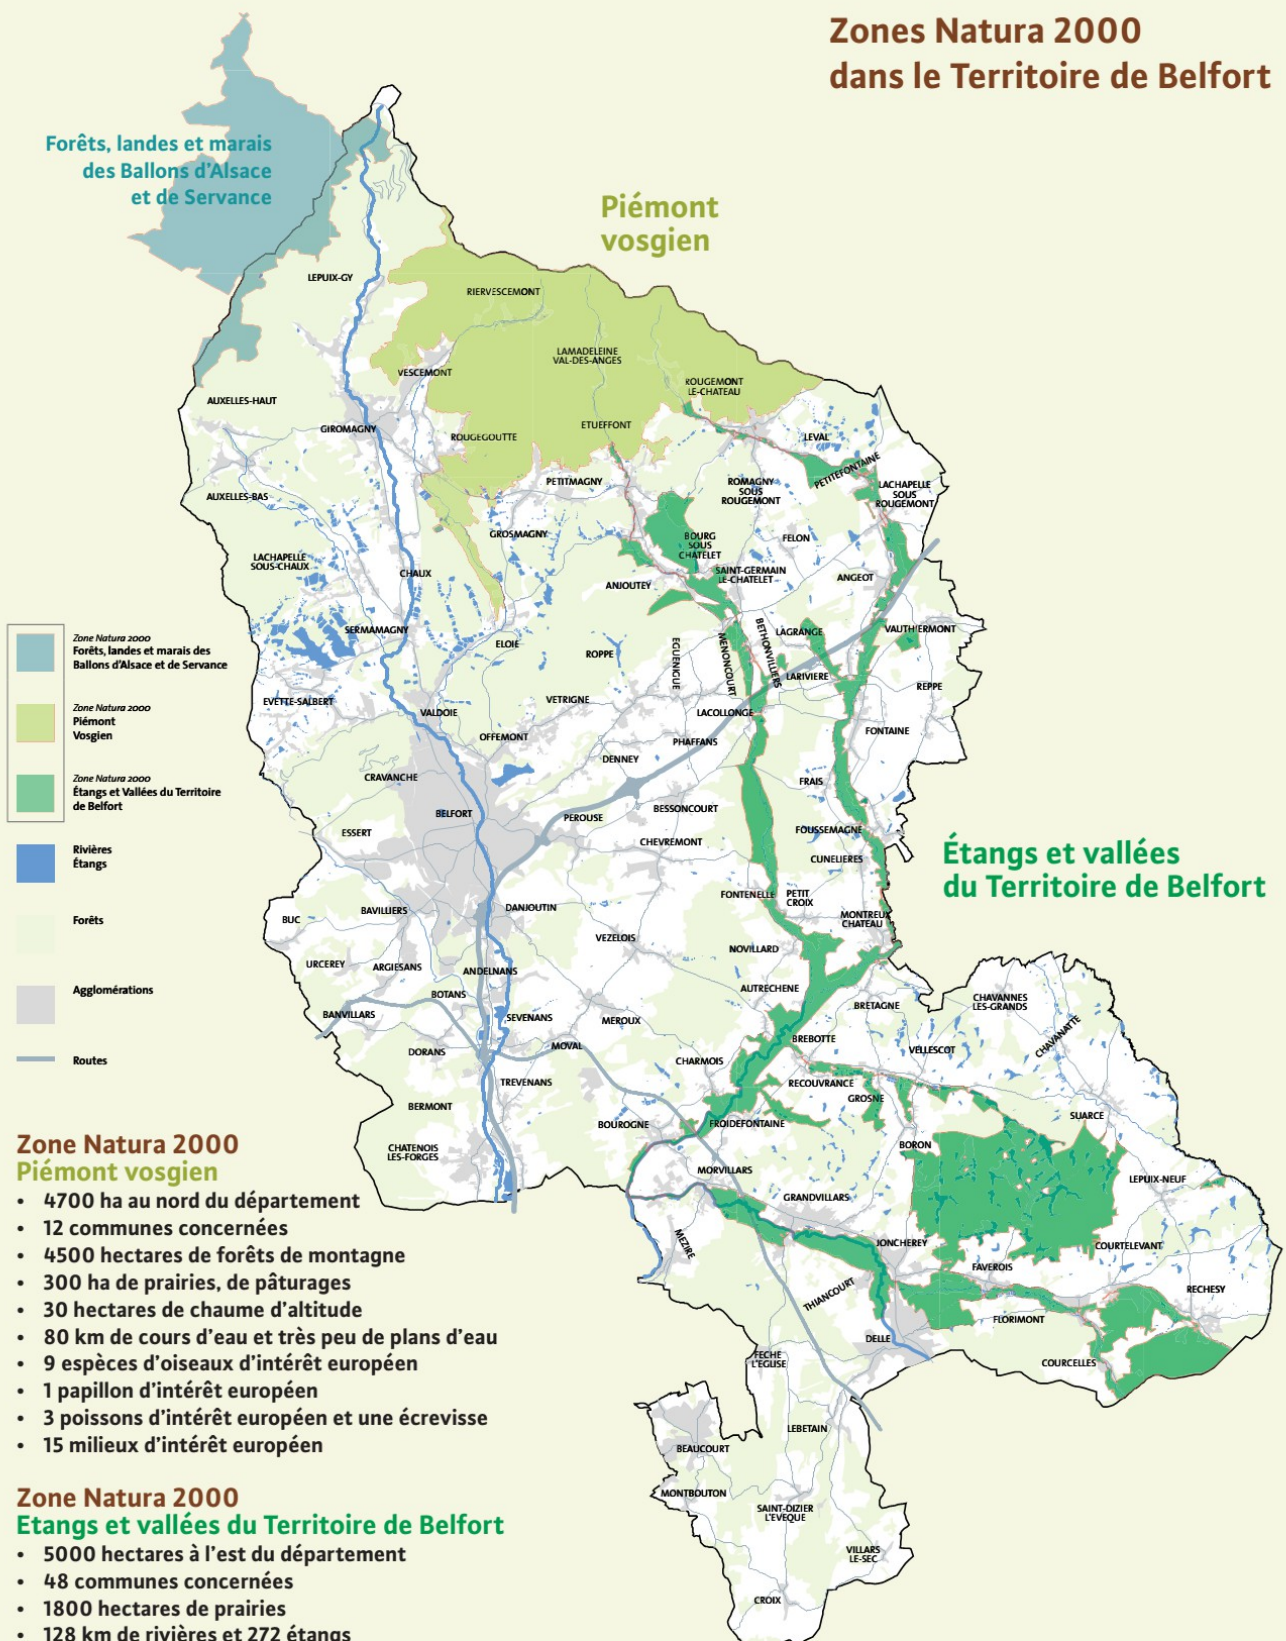 Zones Natura 2000
dans le Territoire de Belfort
Forêts, landes et marais
des Ballons d'Alsace
et de Servance
Piémont
vosgien
LEPUIX-GY
RIERVESCEMONT
LAMADELEINE
VAL-DES-ANGES
VESCEMONT
ROUGEMONT
LE-CHATEAU
AUXELLES-HAUT
GIROMAGNY
ROUGEGOUTTE
ETUEFFONT
LEVAL
PETITEFONTAINE
AUXELLES-BAS
PETITMAGNY
ROMAGNY
SOUS
ROUGEMONT
LACHAPELLE
SOUS
ROUGEMONT
GROSMAGNY
BOURG
SOUS
CHATELET
FELON
LACHAPELLE
SOUS-CHAUX
CHAUX
ANJOUTEY
SAINT-GERMAIN
LE-CHATELET
ANGEOT
SERMAMAGNY
ELOIE
ROPPE
EGUENIGUE
MENONCOURT
BETHONVILLIERS
LAGRANGE
VAUTHIERMONT
LARIVIERE
REPPE
EVETTE-SALBERT
VALDOIE
VETRIGNE
LACOLLONGE
OFFEMONT
PHAFFANS
FONTAINE
DENNEY
CRAVANCHE
FRAIS
BELFORT
PEROUSE
BESSONCOURT
ESSERT
CHEVREMONT
FOUSSEMAGNE
CUNELIERES
Étangs et vallées
du Territoire de Belfort
BUC
BAVILLIERS
DANJOUTIN
FONTENELLE
PETIT
CROIX
MONTREUX
CHATEAU
VEZELOIS
NOVILLARD
URCEREY
ARGIESANS
ANDELNANS
BOTANS
AUTRECHENE
BRETAGNE
CHAVANNES
LES-GRANDS
BANVILLARS
SEVENANS
MEROUX
CHAVANATTE
DORANS
MOVAL
BREBOTTE
VELLESCOT
CHARMOIS
TREVENANS
RECOUVRANCE
GROSNE
BERMONT
BOUROGNE
FROIDEFONTAINE
SUARCE
CHATENOIS
LES-FORGES
BORON
MORVILLARS
LEPUIX-NEUF
GRANDVILLARS
MEZIRE
JONCHEREY
COURTELEVANT
FAVEROIS
THIANCOURT
RECHESY
FLORIMONT
DELLE
FECHE
L'EGLISE
COURCELLES
LEBETAIN
BEAUCOURT
MONTBOUTON
SAINT-DIZIER
L'EVEQUE
VILLARS
LE-SEC
CROIX
Zone Natura 2000
Forêts, landes et marais des
Ballons d'Alsace et de Servance
Zone Natura 2000
Piémont
Vosgien
Zone Natura 2000
Étangs et Vallées du Territoire
de Belfort
Rivières
Étangs
Forêts
Agglomérations
Routes
Zone Natura 2000
Piémont vosgien
• 4700 ha au nord du département
• 12 communes concernées
• 4500 hectares de forêts de montagne
• 300 ha de prairies, de pâturages
• 30 hectares de chaume d'altitude
• 80 km de cours d'eau et très peu de plans d'eau
• 9 espèces d'oiseaux d'intérêt européen
• 1 papillon d'intérêt européen
• 3 poissons d'intérêt européen et une écrevisse
• 15 milieux d'intérêt européen
Zone Natura 2000
Etangs et vallées du Territoire de Belfort
• 5000 hectares à l'est du département
• 48 communes concernées
• 1800 hectares de prairies
• 128 km de rivières et 272 étangs